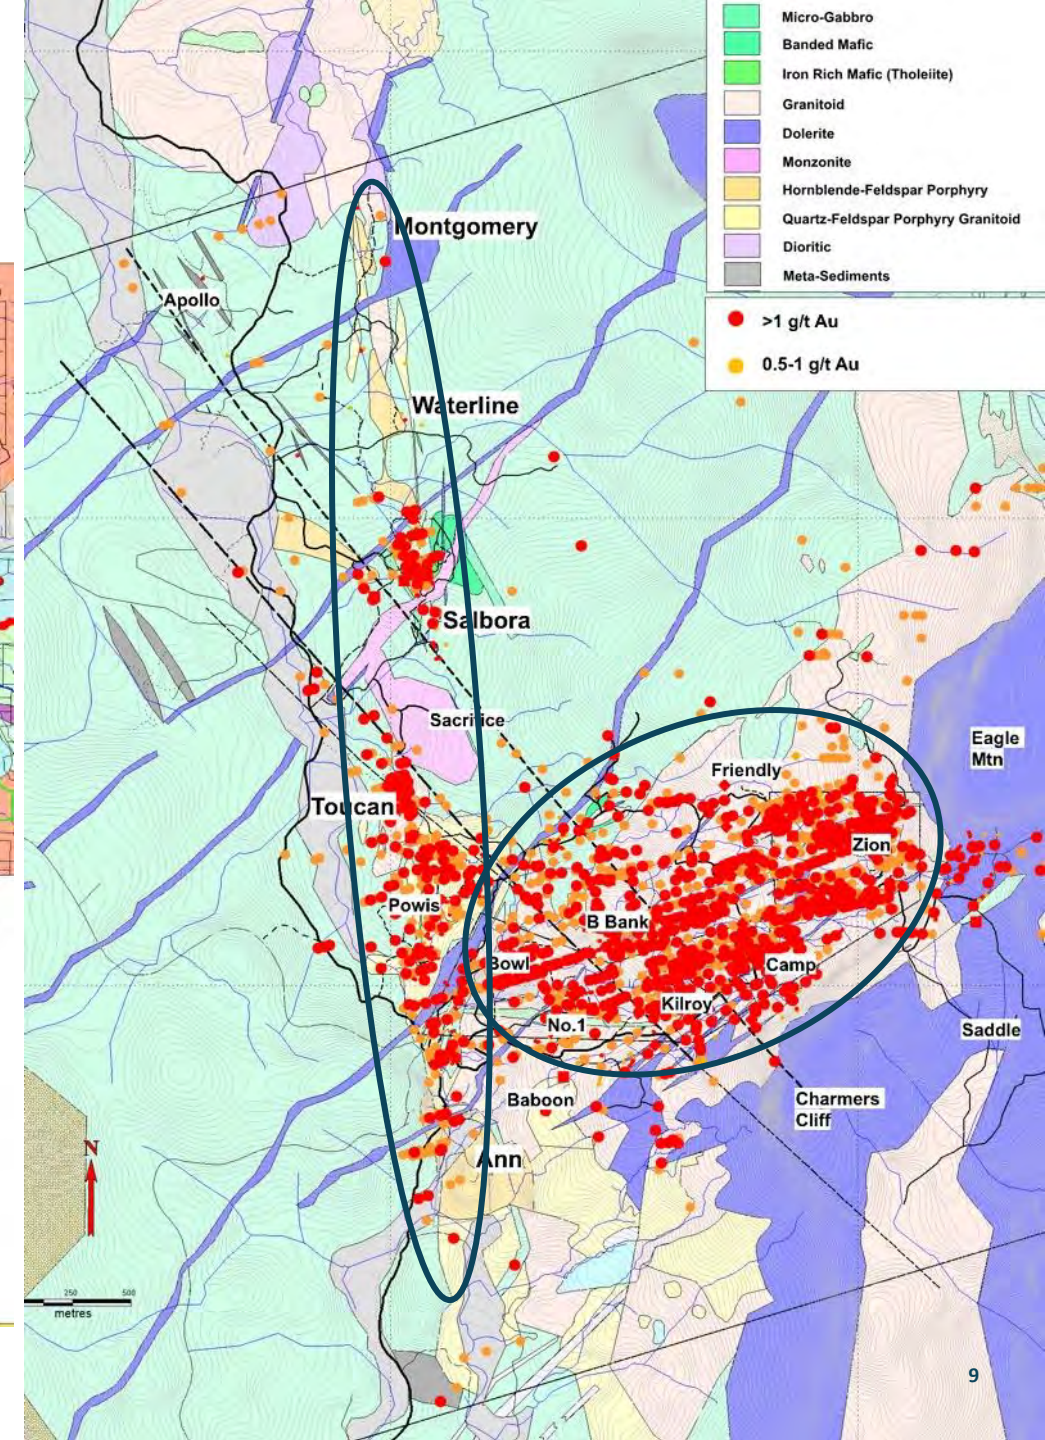 Micro-Gabbro
Banded Mafic
Iron Rich Mafic (Tholeiite)
Granitoid
Dolerite
Monzonite
Hornblende-Feldspar Porphyry
Quartz-Feldspar Porphyry Granitoid
Dioritic
Meta-Sediments
>1 g/t Au
0.5-1 g/t Au
Montgomery
Apollo
Waterline
Salbora
Sacrifice
Eagle
Mtn
Friendly
Toucan
Zion
Powis
B Bank
Bowl
Camp
Kilroy
No.1
Saddle
Baboon
Charmers
Cliff
Ann
N
250 500
metres
9